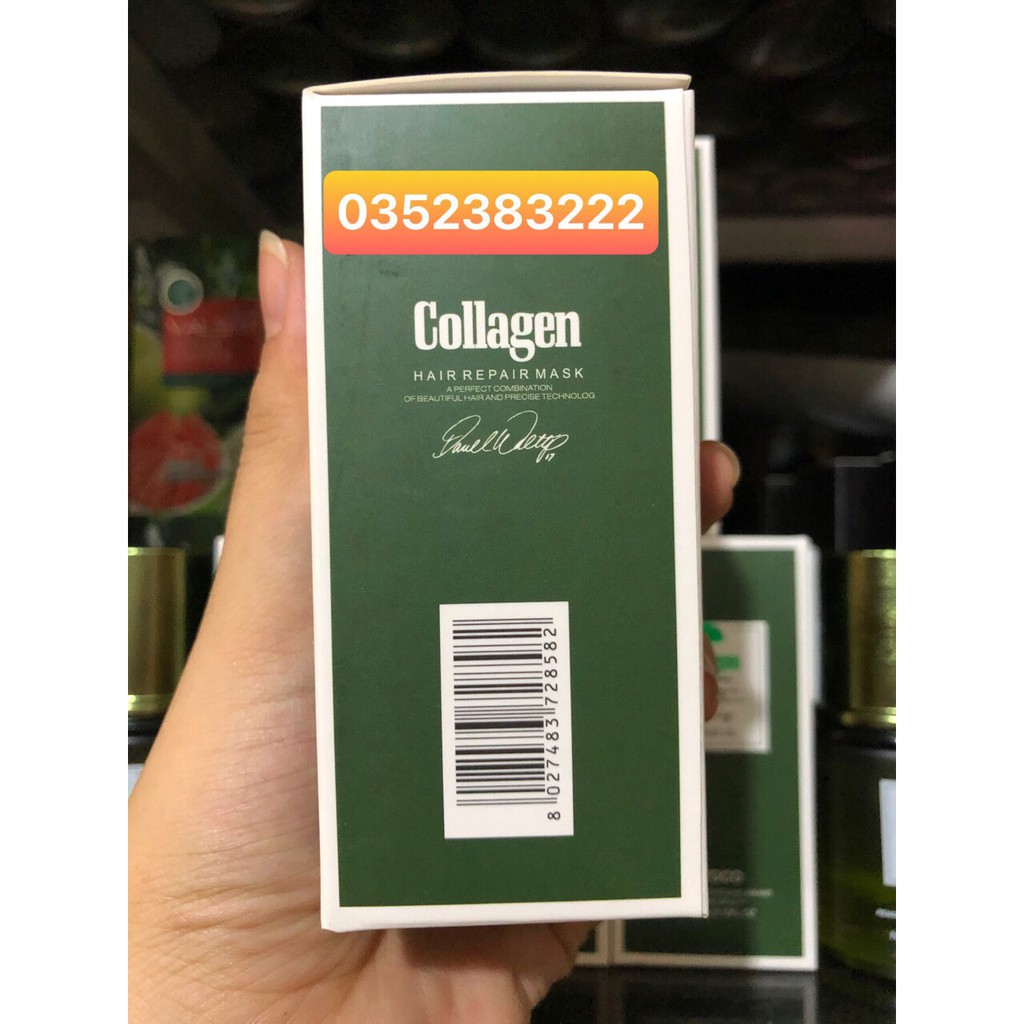 0352383222
Collagen
HAIR REPAIR MASK
A PERFECT COMBINATION
OF BEAUTIFUL HAIR AND PRECISE TECHNOLOG
8 027483 728582